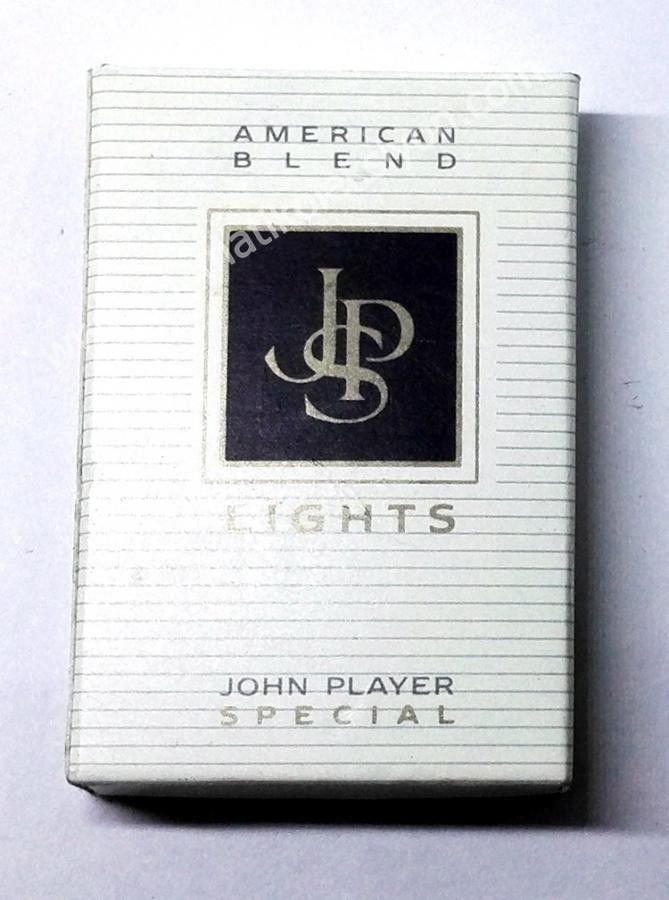 AMERICAN
BLEND
JPS
LIGHTS
JOHN PLAYER
SPECIAL